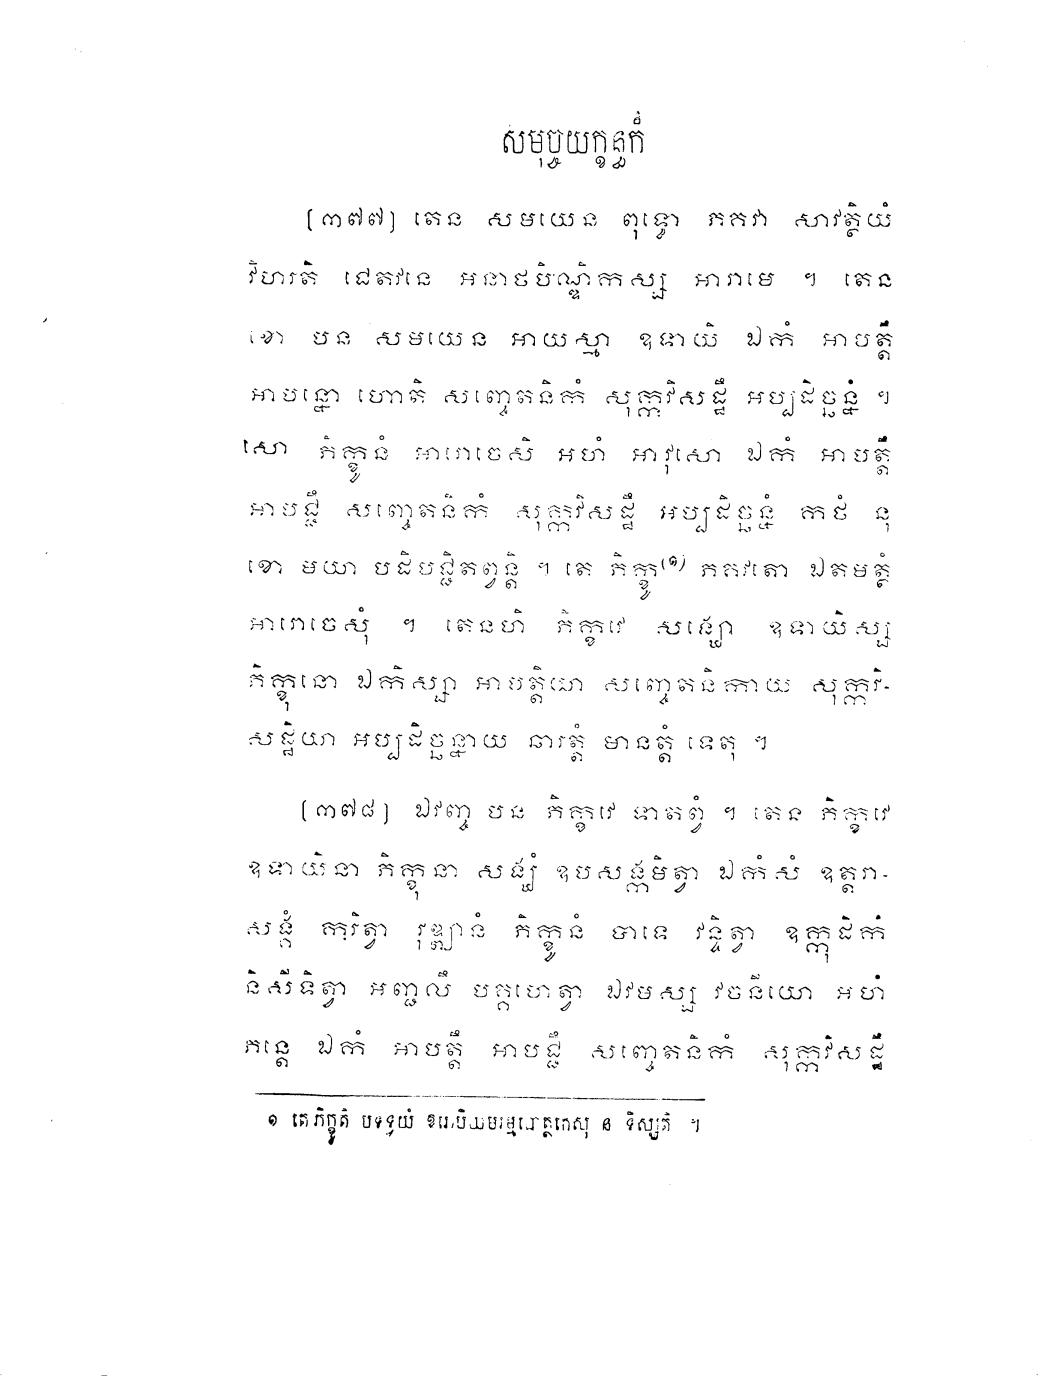 សមុច្ចយក្ខន្ធកំ
[៣៧៧] តេន សមយេន ពុទ្ធោ ភគវា សាវត្ថិយំ
វិហរតិ ជេតវនេ អនាថបិណ្ឌិកស្ស អារាមេ ។ តេន
ខោ បន សមយេន អាយស្មា ឧទាយិ ឯកំ អាបត្តឹ
អាបន្នោ ហោតិ សញ្ចេតនិកំ សុក្កវិសដ្ឋឹ អប្បដិច្ឆន្នំ ។
សោ ភិក្ខូនំ អារោចេសិ អហំ អាវុសោ ឯកំ អាបត្តឹ
អាបជ្ជឹ សញ្ចេតនិកំ សុក្កវិសដ្ឋឹ អប្បដិច្ឆន្នំ កថំ នុ
ខោ មយា បដិបជ្ជិតព្វន្តិ ។ តេ ភិក្ខូ(១) ភគវតោ ឯតមត្ថំ
អារោចេសុំ ។ តេនហិ ភិក្ខវេ សង្ឃោ ឧទាយិស្ស
ភិក្ខុនោ ឯកិស្សា អាបត្តិយា សញ្ចេតនិកាយ សុក្កវិ-
សដ្ឋិយា អប្បដិច្ឆន្នាយ ឆារត្តំ មានត្តំ ទេតុ ។
[៣៧៨] ឯវញ្ច បន ភិក្ខវេ ទាតព្វំ ។ តេន ភិក្ខវេ
ឧទាយិនា ភិក្ខុនា សង្ឃំ ឧបសង្កមិត្វា ឯកំសំ ឧត្តរា-
សង្គំ ករិត្វា វុឌ្ឍានំ ភិក្ខូនំ បាទេ វន្ទិត្វា ឧក្កុដិកំ
និសីទិត្វា អញ្ជលឹ បគ្គហេត្វា ឯវមស្ស វចនីយោ អហំ
ភន្តេ ឯកំ អាបត្តឹ អាបជ្ជឹ សញ្ចេតនិកំ សុក្កវិសដ្ឋឹ
១ តេ ភិក្ខូតិ បទទ្វយំ ន ទិស្សតិ ។